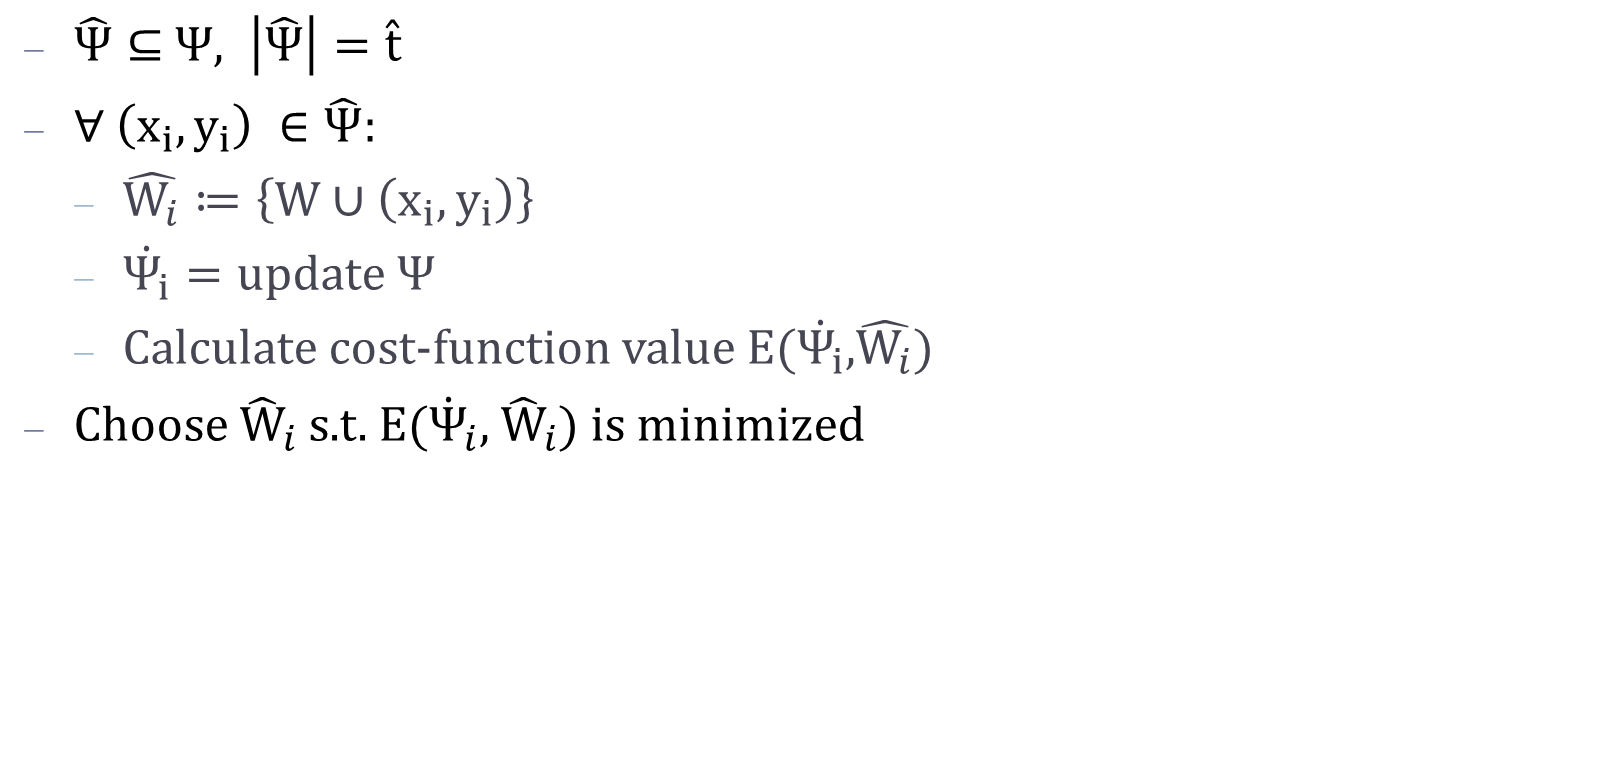 – Ψ̂ ⊆ Ψ, |Ψ̂| = t̂
– ∀ (xᵢ, yᵢ) ∈ Ψ̂:
– Ŵᵢ ≔ {W ∪ (xᵢ, yᵢ)}
– Ψ̇ᵢ = update Ψ
– Calculate cost-function value E(Ψ̇ᵢ,Ŵᵢ)
– Choose Ŵᵢ s.t. E(Ψ̇ᵢ, Ŵᵢ) is minimized